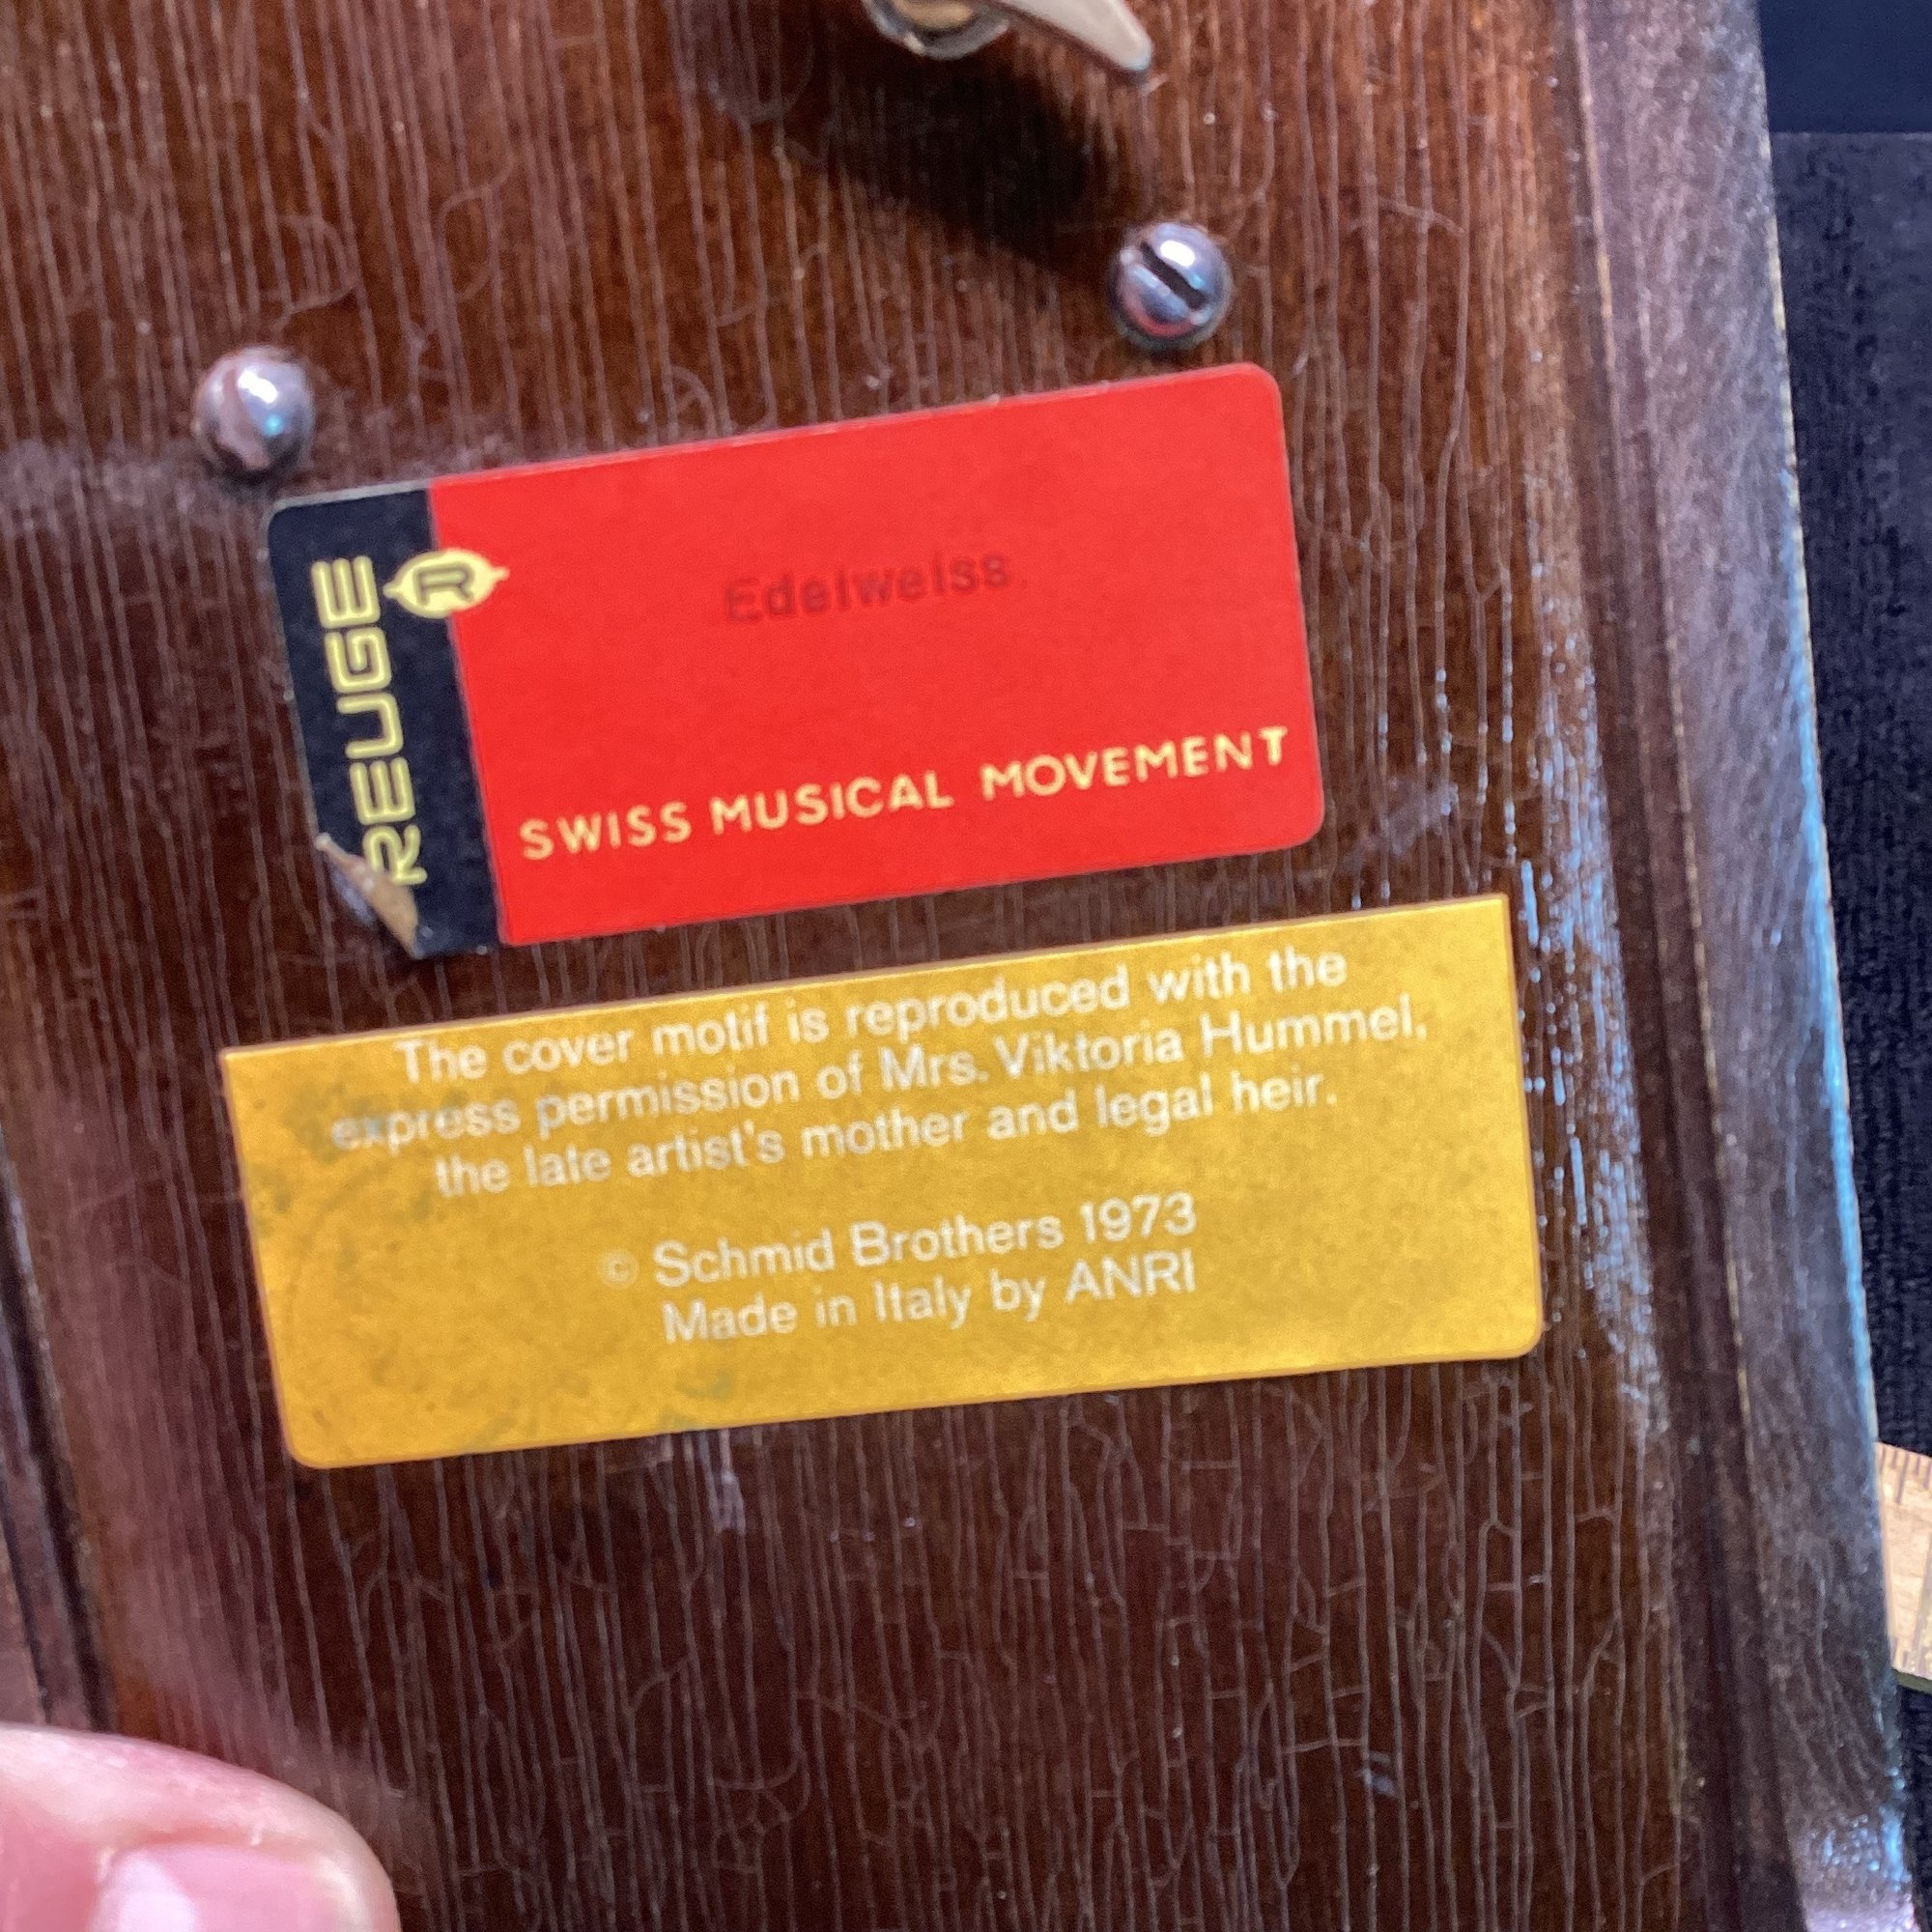 REUGE
R
Edelweiss
SWISS MUSICAL MOVEMENT
The cover motif is reproduced with the
express permission of Mrs. Viktoria Hummel,
the late artist's mother and legal heir.
© Schmid Brothers 1973
Made in Italy by ANRI